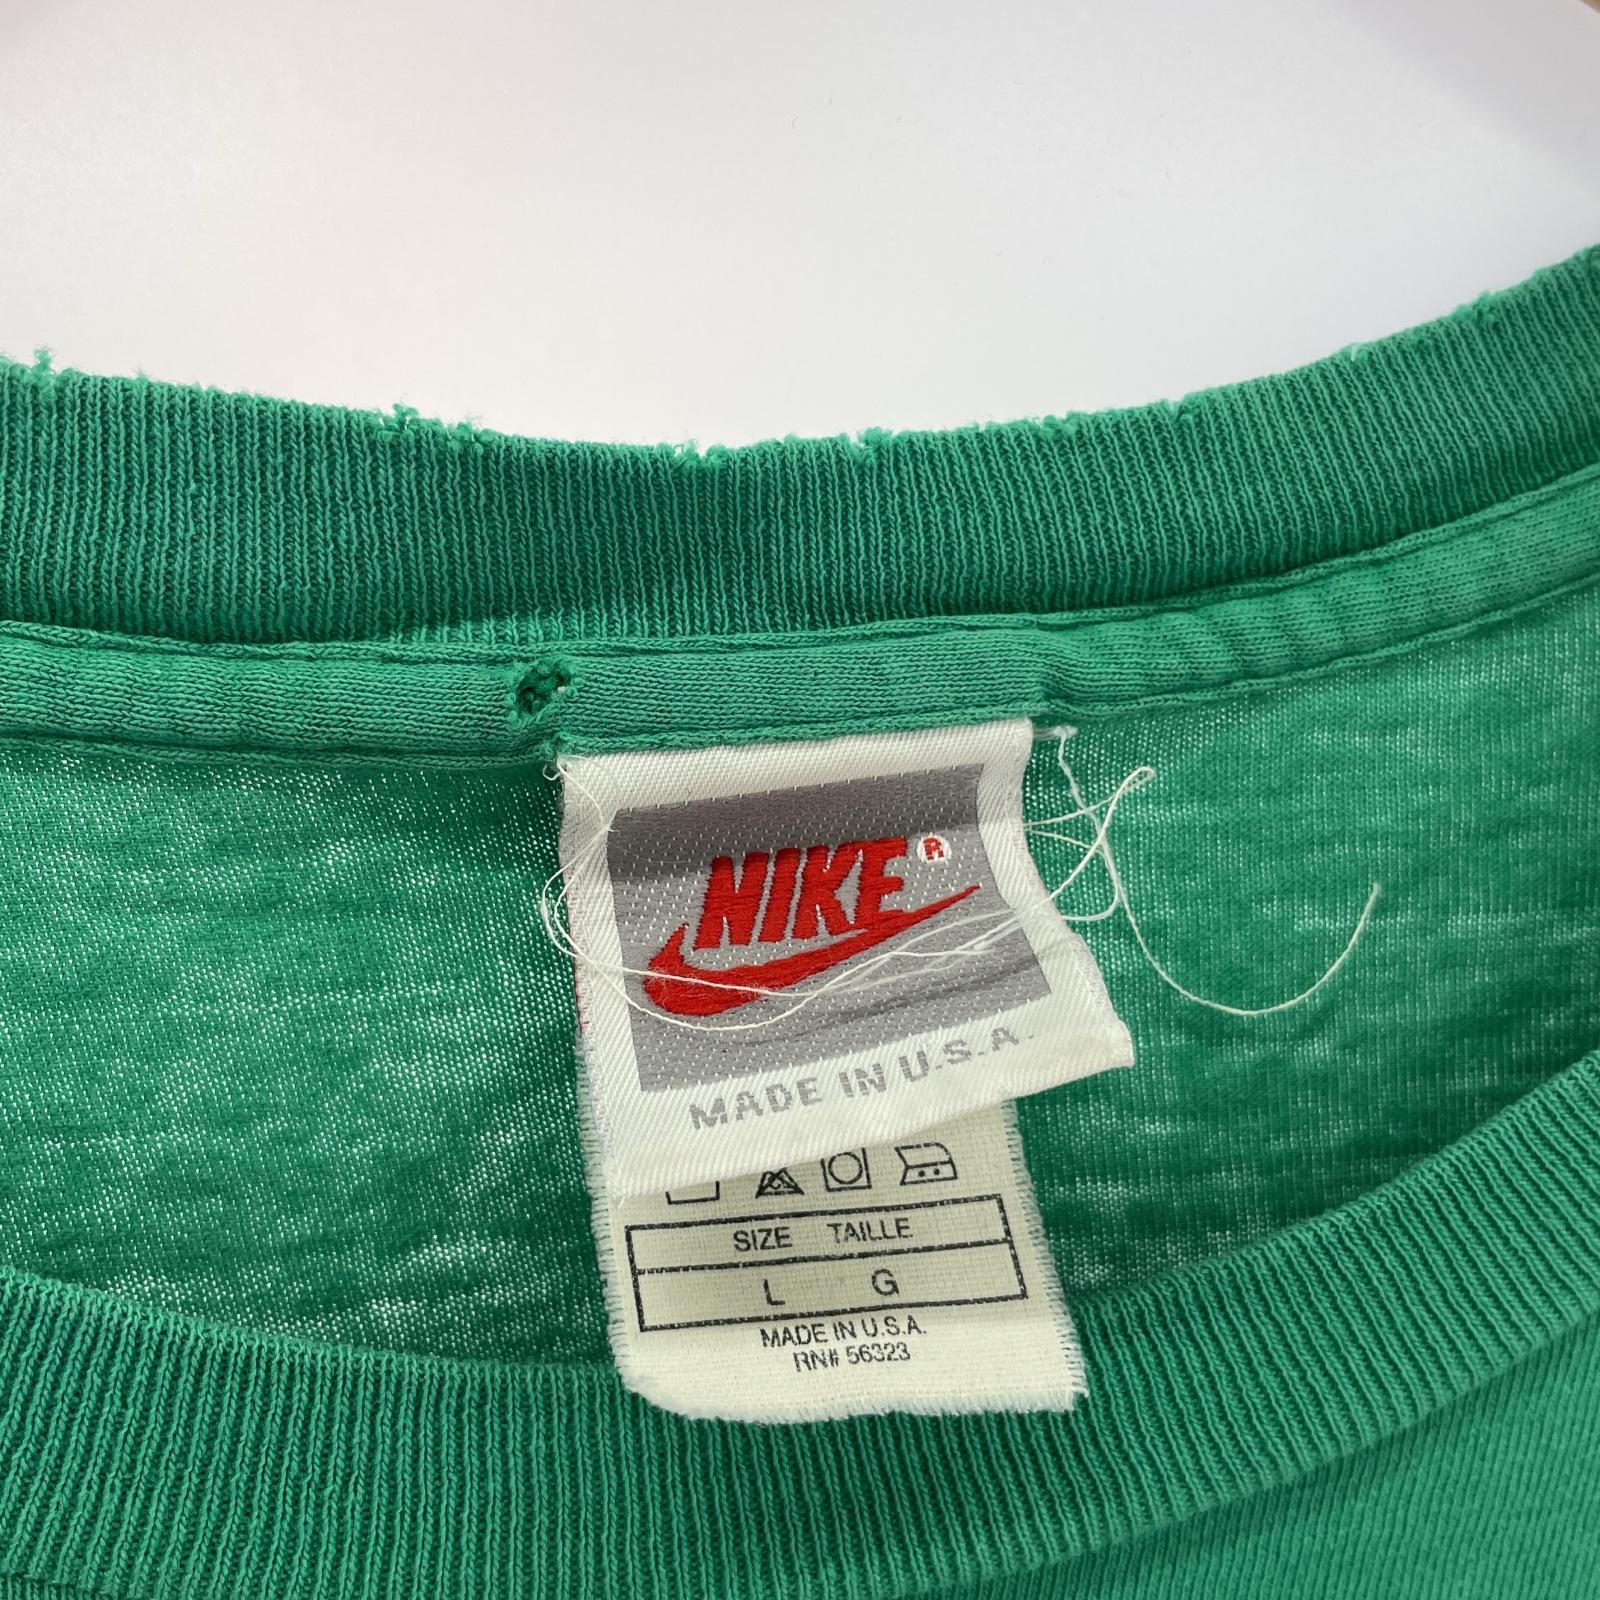 NIKE®
MADE IN U.S.A.
SIZE TAILLE
L G
MADE IN U.S.A.
RN# 56323